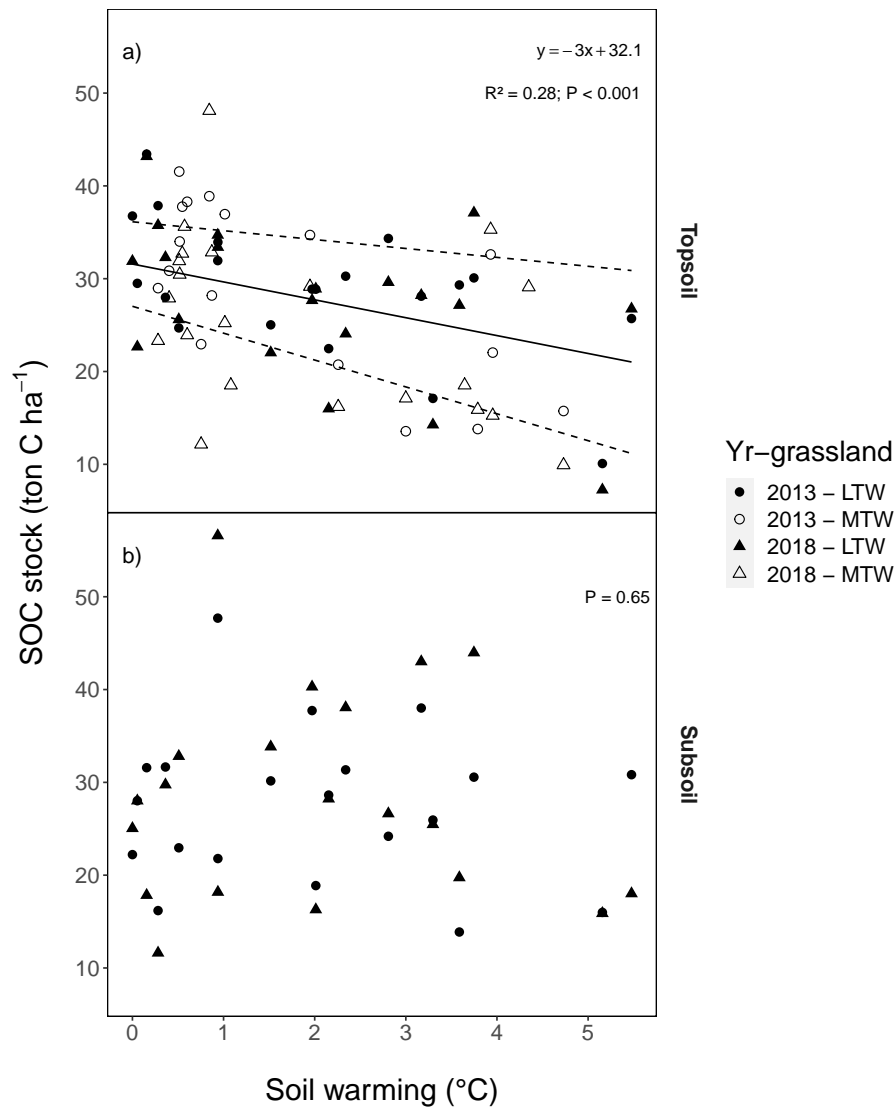 a)
y = −3x + 32.1
R² = 0.28; P < 0.001
50
40
30
20
10
Topsoil
b)
P = 0.65
50
40
30
20
10
Subsoil
0 1 2 3 4 5
Soil warming (°C)
SOC stock (ton C ha⁻¹)
Yr−grassland
2013 − LTW
2013 − MTW
2018 − LTW
2018 − MTW